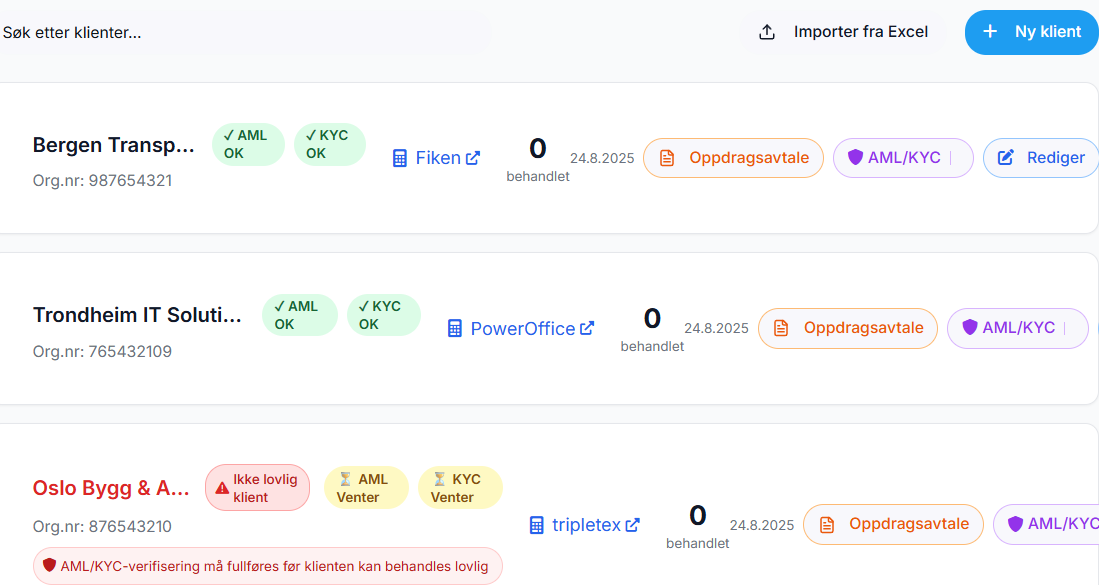 Søk etter klienter...
Importer fra Excel
+ Ny klient
Bergen Transp...
✓ AML OK
✓ KYC OK
Org.nr: 987654321
Fiken
0
behandlet
24.8.2025
Oppdragsavtale
AML/KYC
Rediger
Trondheim IT Soluti...
✓ AML OK
✓ KYC OK
Org.nr: 765432109
PowerOffice
0
behandlet
24.8.2025
Oppdragsavtale
AML/KYC
Oslo Bygg & A...
Ikke lovlig
klient
⏳ AML
Venter
⏳ KYC
Venter
Org.nr: 876543210
tripletex
0
behandlet
24.8.2025
Oppdragsavtale
AML/KYC
AML/KYC-verifisering må fullføres før klienten kan behandles lovlig